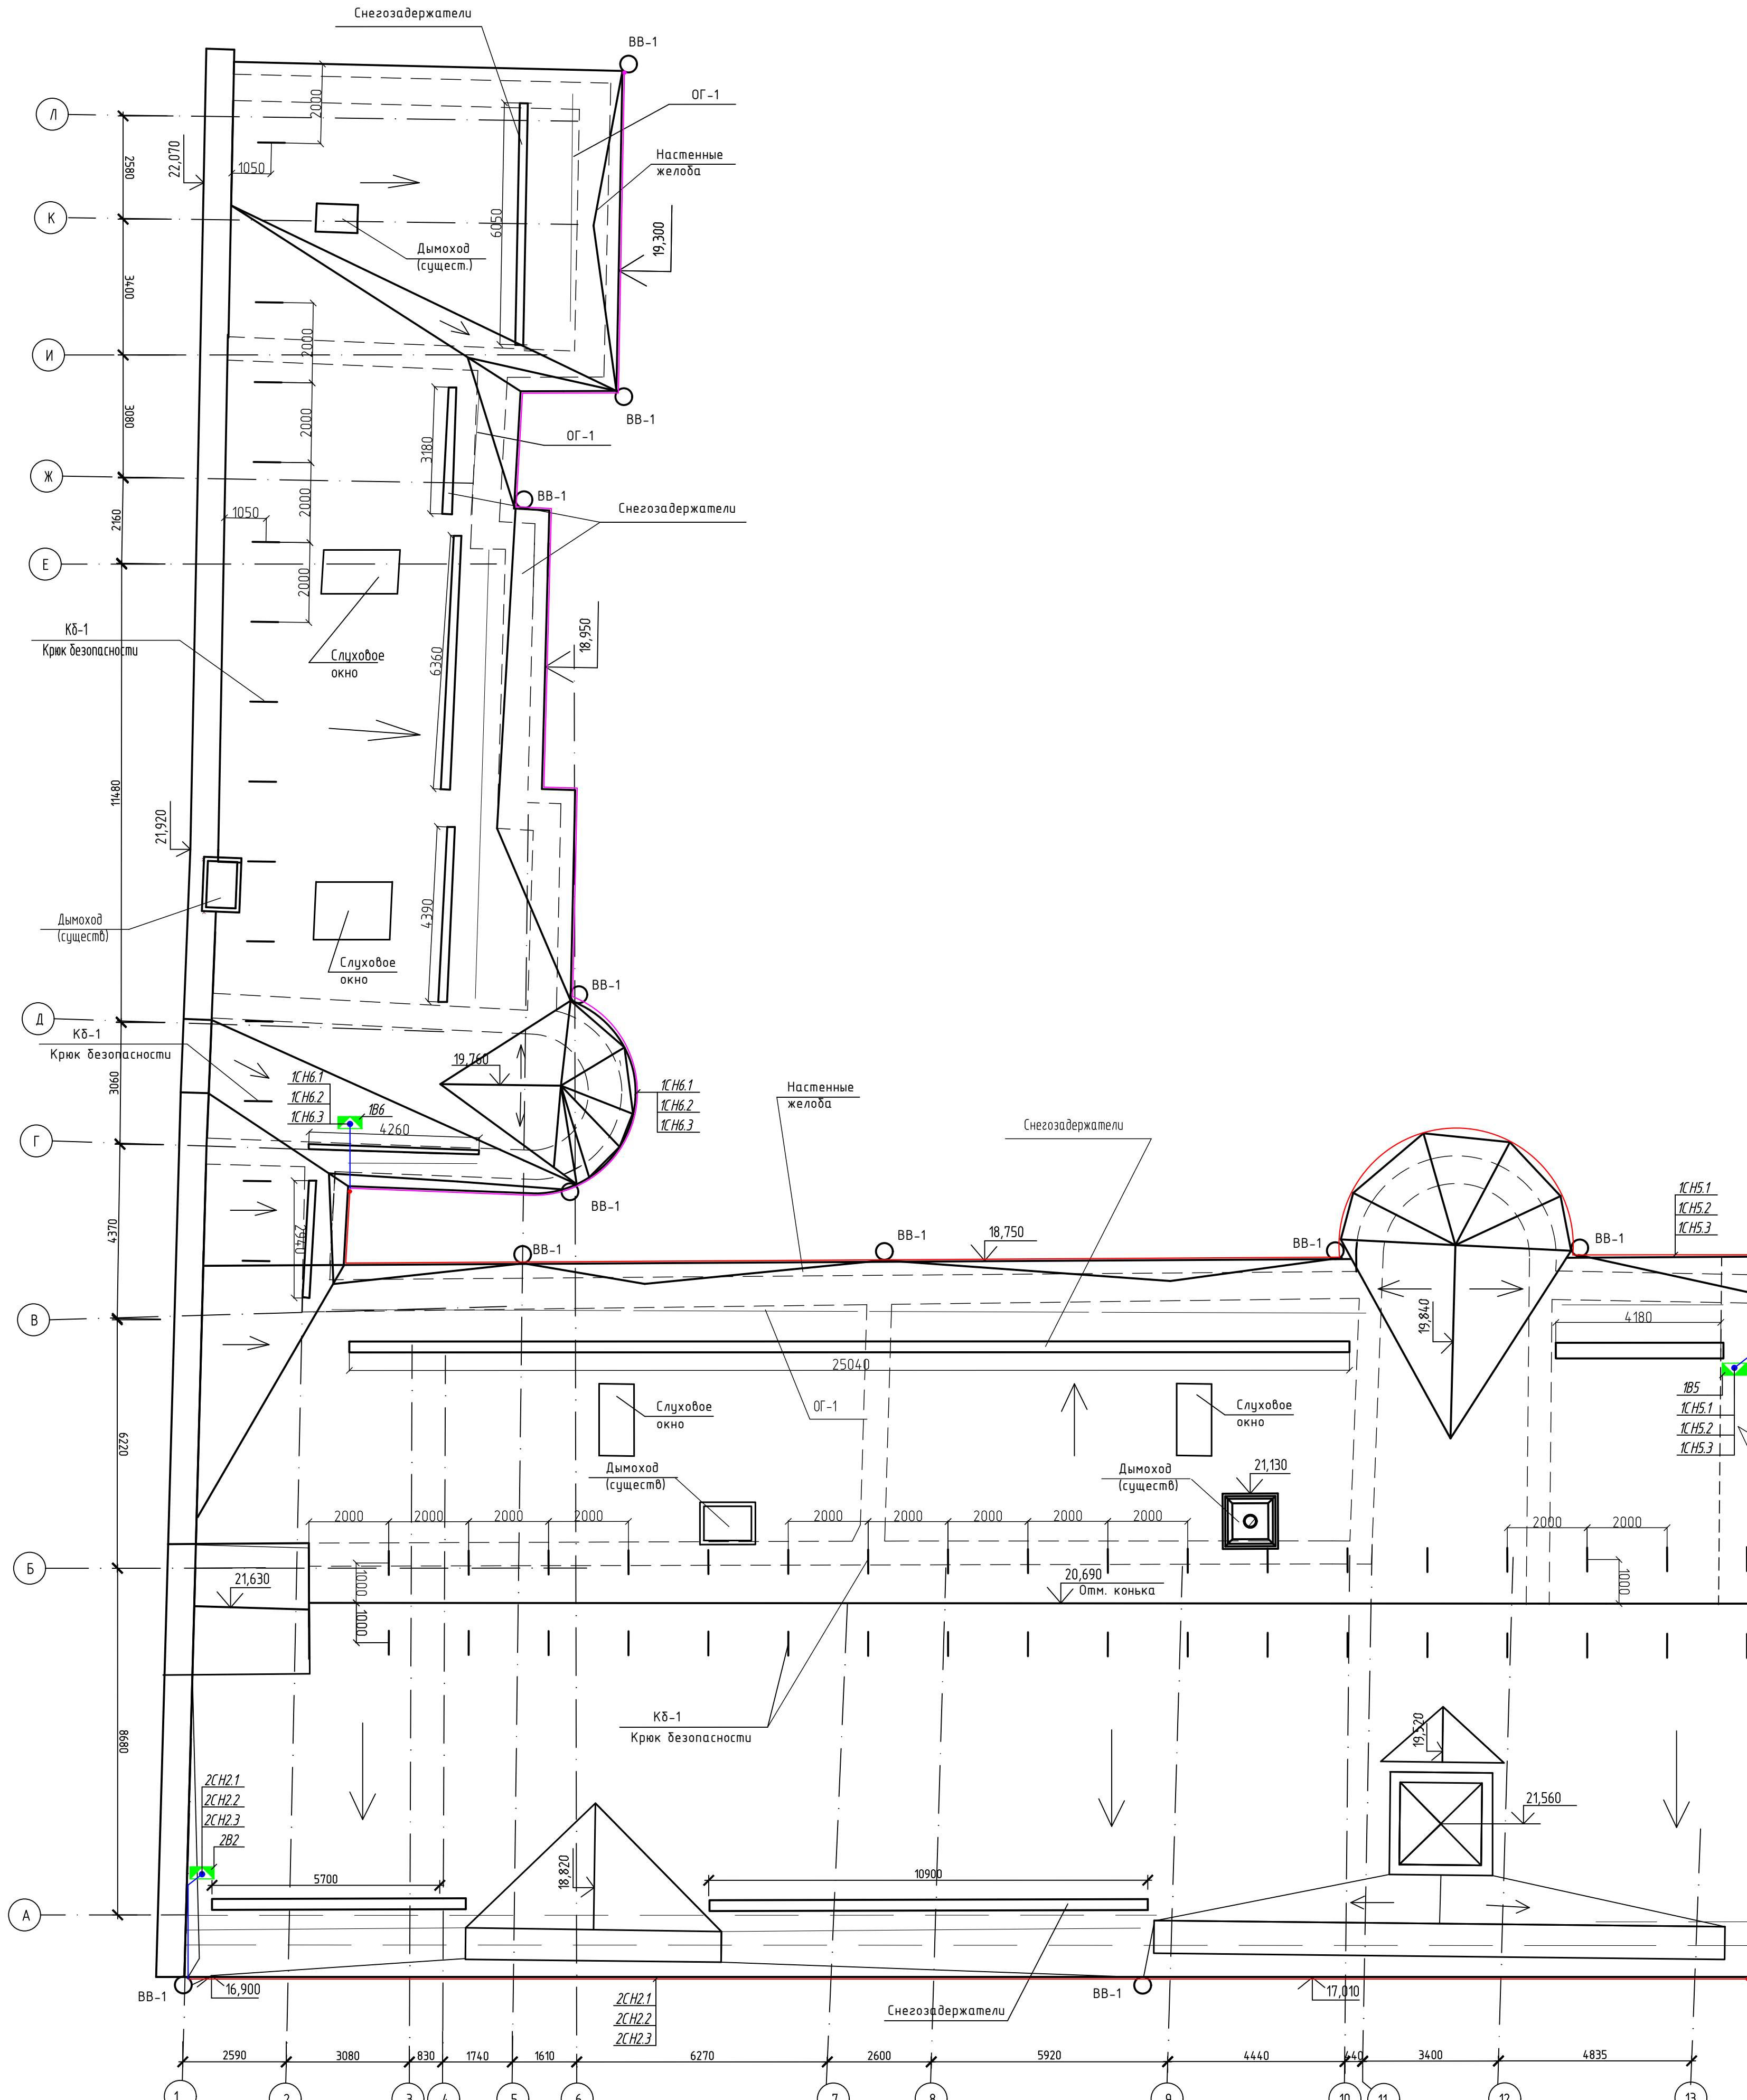 Снегозадержатели
ВВ-1
ОГ-1
Л
2000
22,070
2580
1050
Настенные
желоба
К
6050
19,300
Дымоход
(сущест.)
3400
2000
И
3080
2000
3180
ВВ-1
ОГ-1
Ж
2000
ВВ-1
1050
2160
Снегозадержатели
Е
2000
18,950
Кб-1
Крюк безопасности
Слуховое
окно
6360
11480
21,920
4390
Дымоход
(существ)
Слуховое
окно
ВВ-1
Д
Кб-1
Крюк безопасности
19,760
3060
1СН6.1
1СН6.2
1СН6.3
1В6
4260
1СН6.1
1СН6.2
1СН6.3
Настенные
желоба
Снегозадержатели
Г
ВВ-1
2940
4370
ВВ-1
ВВ-1
18,750
ВВ-1
ВВ-1
1СН5.1
1СН5.2
1СН5.3
В
19,840
4180
25040
1В5
1СН5.1
1СН5.2
1СН5.3
ОГ-1
Слуховое
окно
Слуховое
окно
6220
Дымоход
(существ)
Дымоход
(существ)
21,130
2000
2000
2000
2000
2000
2000
2000
2000
2000
2000
2000
Б
21,630
1000
1000
20,690
Отм. конька
1000
8680
Кб-1
Крюк безопасности
19,520
2СН2.1
2СН2.2
2СН2.3
2В2
21,560
5700
18,820
10900
А
ВВ-1
16,900
2СН2.1
2СН2.2
2СН2.3
Снегозадержатели
ВВ-1
17,010
2590
3080
830
1740
1610
6270
2600
5920
4440
440
3400
4835
1
2
3
4
5
6
7
8
9
10
11
12
13